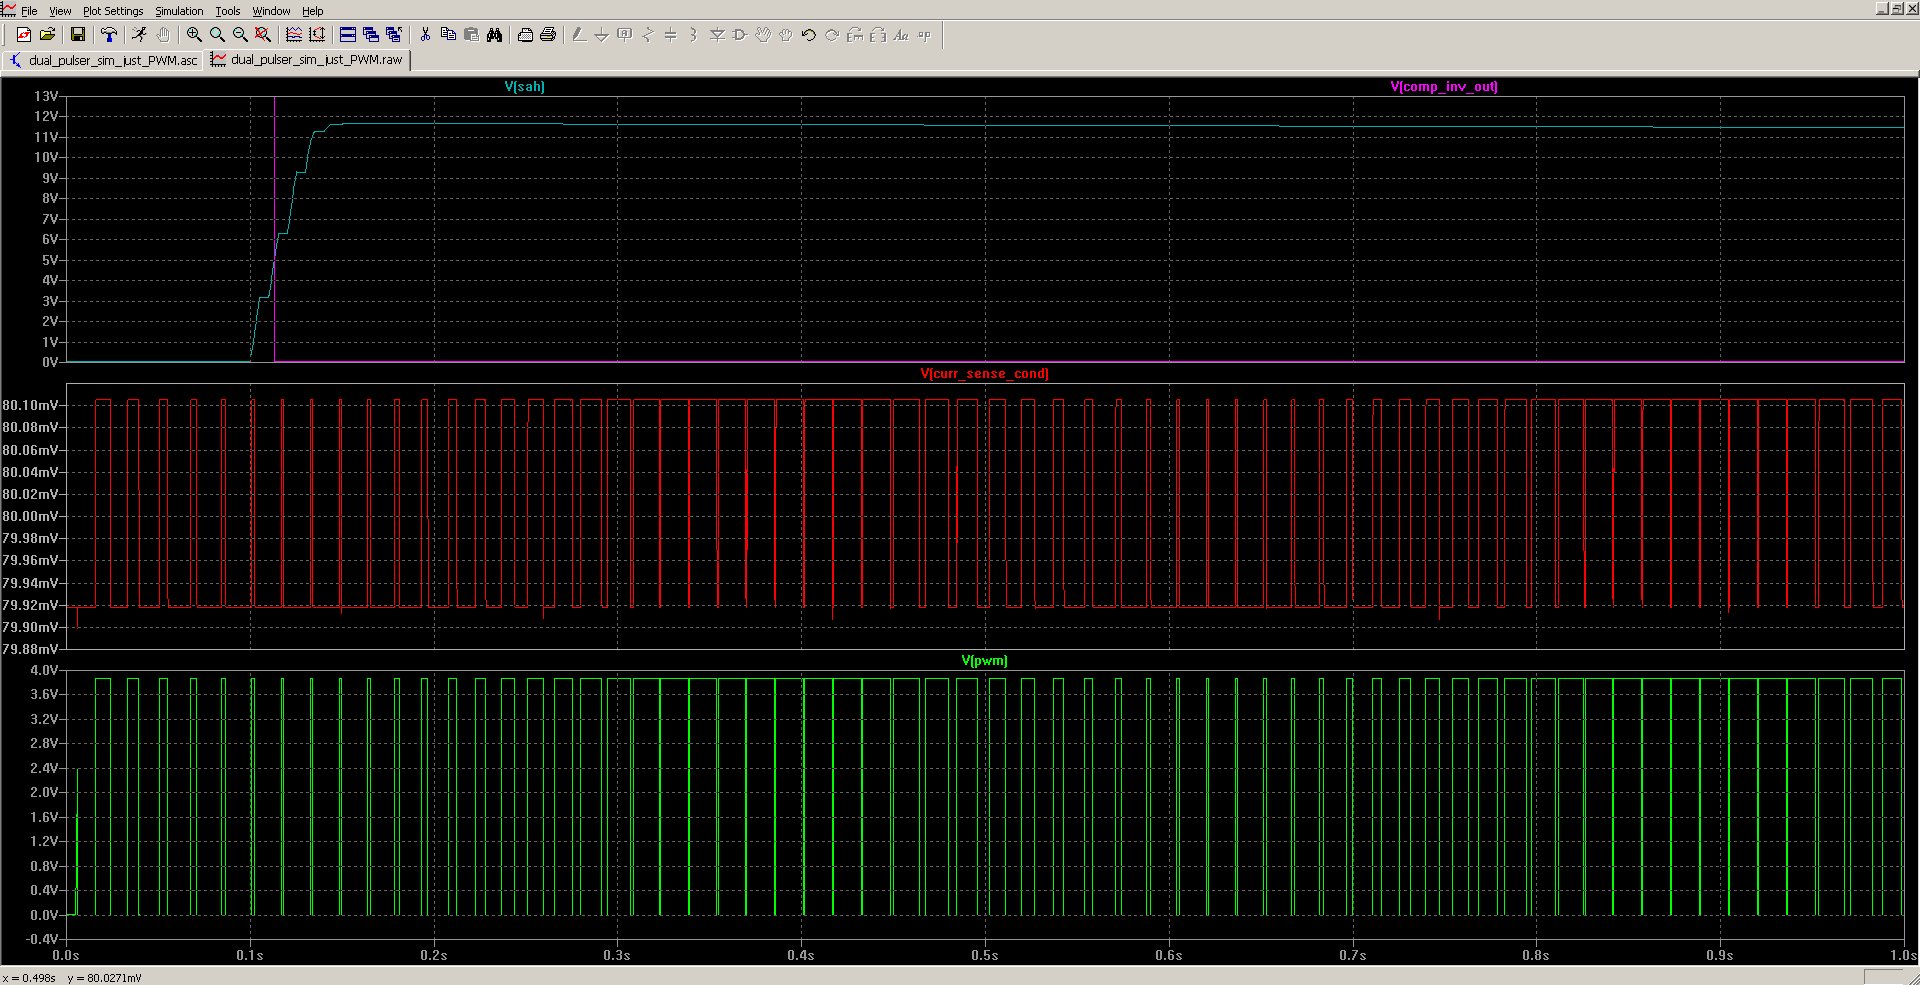 File View Plot Settings Simulation Tools Window Help
dual_pulser_sim_just_PWM.asc dual_pulser_sim_just_PWM.raw
V(sah) V(comp_inv_out)
13V
12V
11V
10V
9V
8V
7V
6V
5V
4V
3V
2V
1V
0V
V(curr_sense_cond)
80.10mV
80.08mV
80.06mV
80.04mV
80.02mV
80.00mV
79.98mV
79.96mV
79.94mV
79.92mV
79.90mV
79.88mV
V(pwm)
4.0V
3.6V
3.2V
2.8V
2.4V
2.0V
1.6V
1.2V
0.8V
0.4V
0.0V
-0.4V
0.0s 0.1s 0.2s 0.3s 0.4s 0.5s 0.6s 0.7s 0.8s 0.9s 1.0s
x = 0.498s y = 80.0271mV